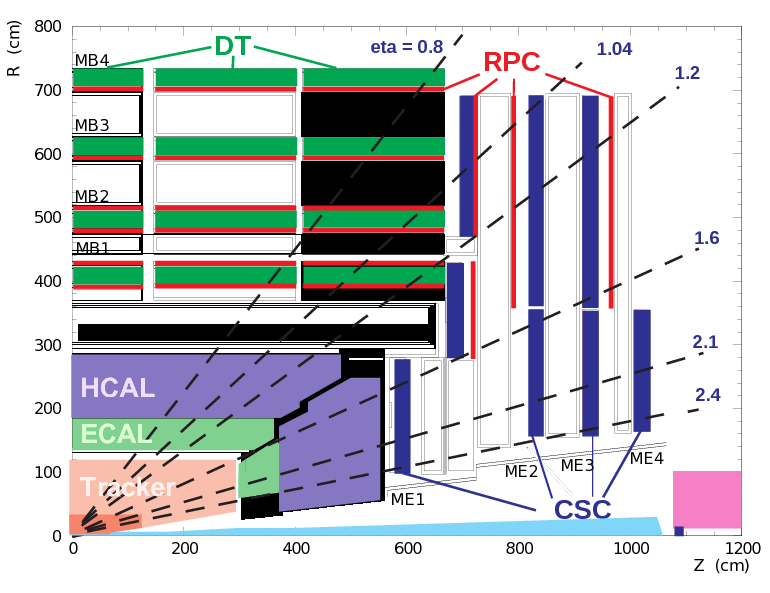 800
R (cm)
DT
eta = 0.8
RPC
1.04
MB4
1.2
700
MB3
600
MB2
500
1.6
MB1
400
300
2.1
HCAL
2.4
200
ECAL
ME2
ME3
ME4
100
Tracker
ME1
CSC
0
0
200
400
600
800
1000
1200
Z (cm)